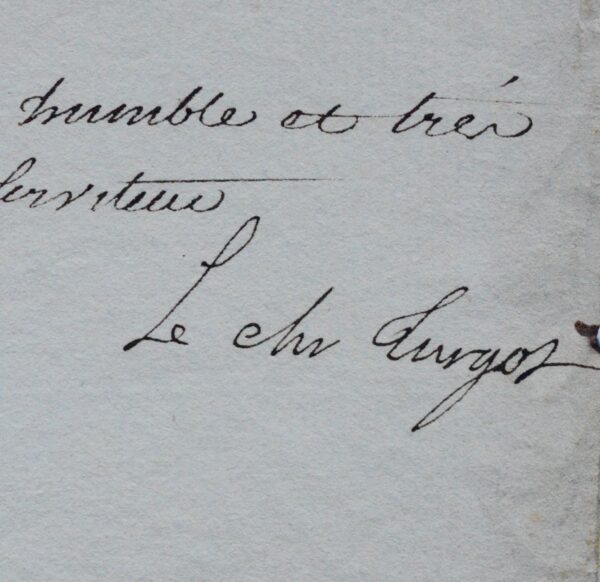 humble et très
serviteur
Le chr Turgot